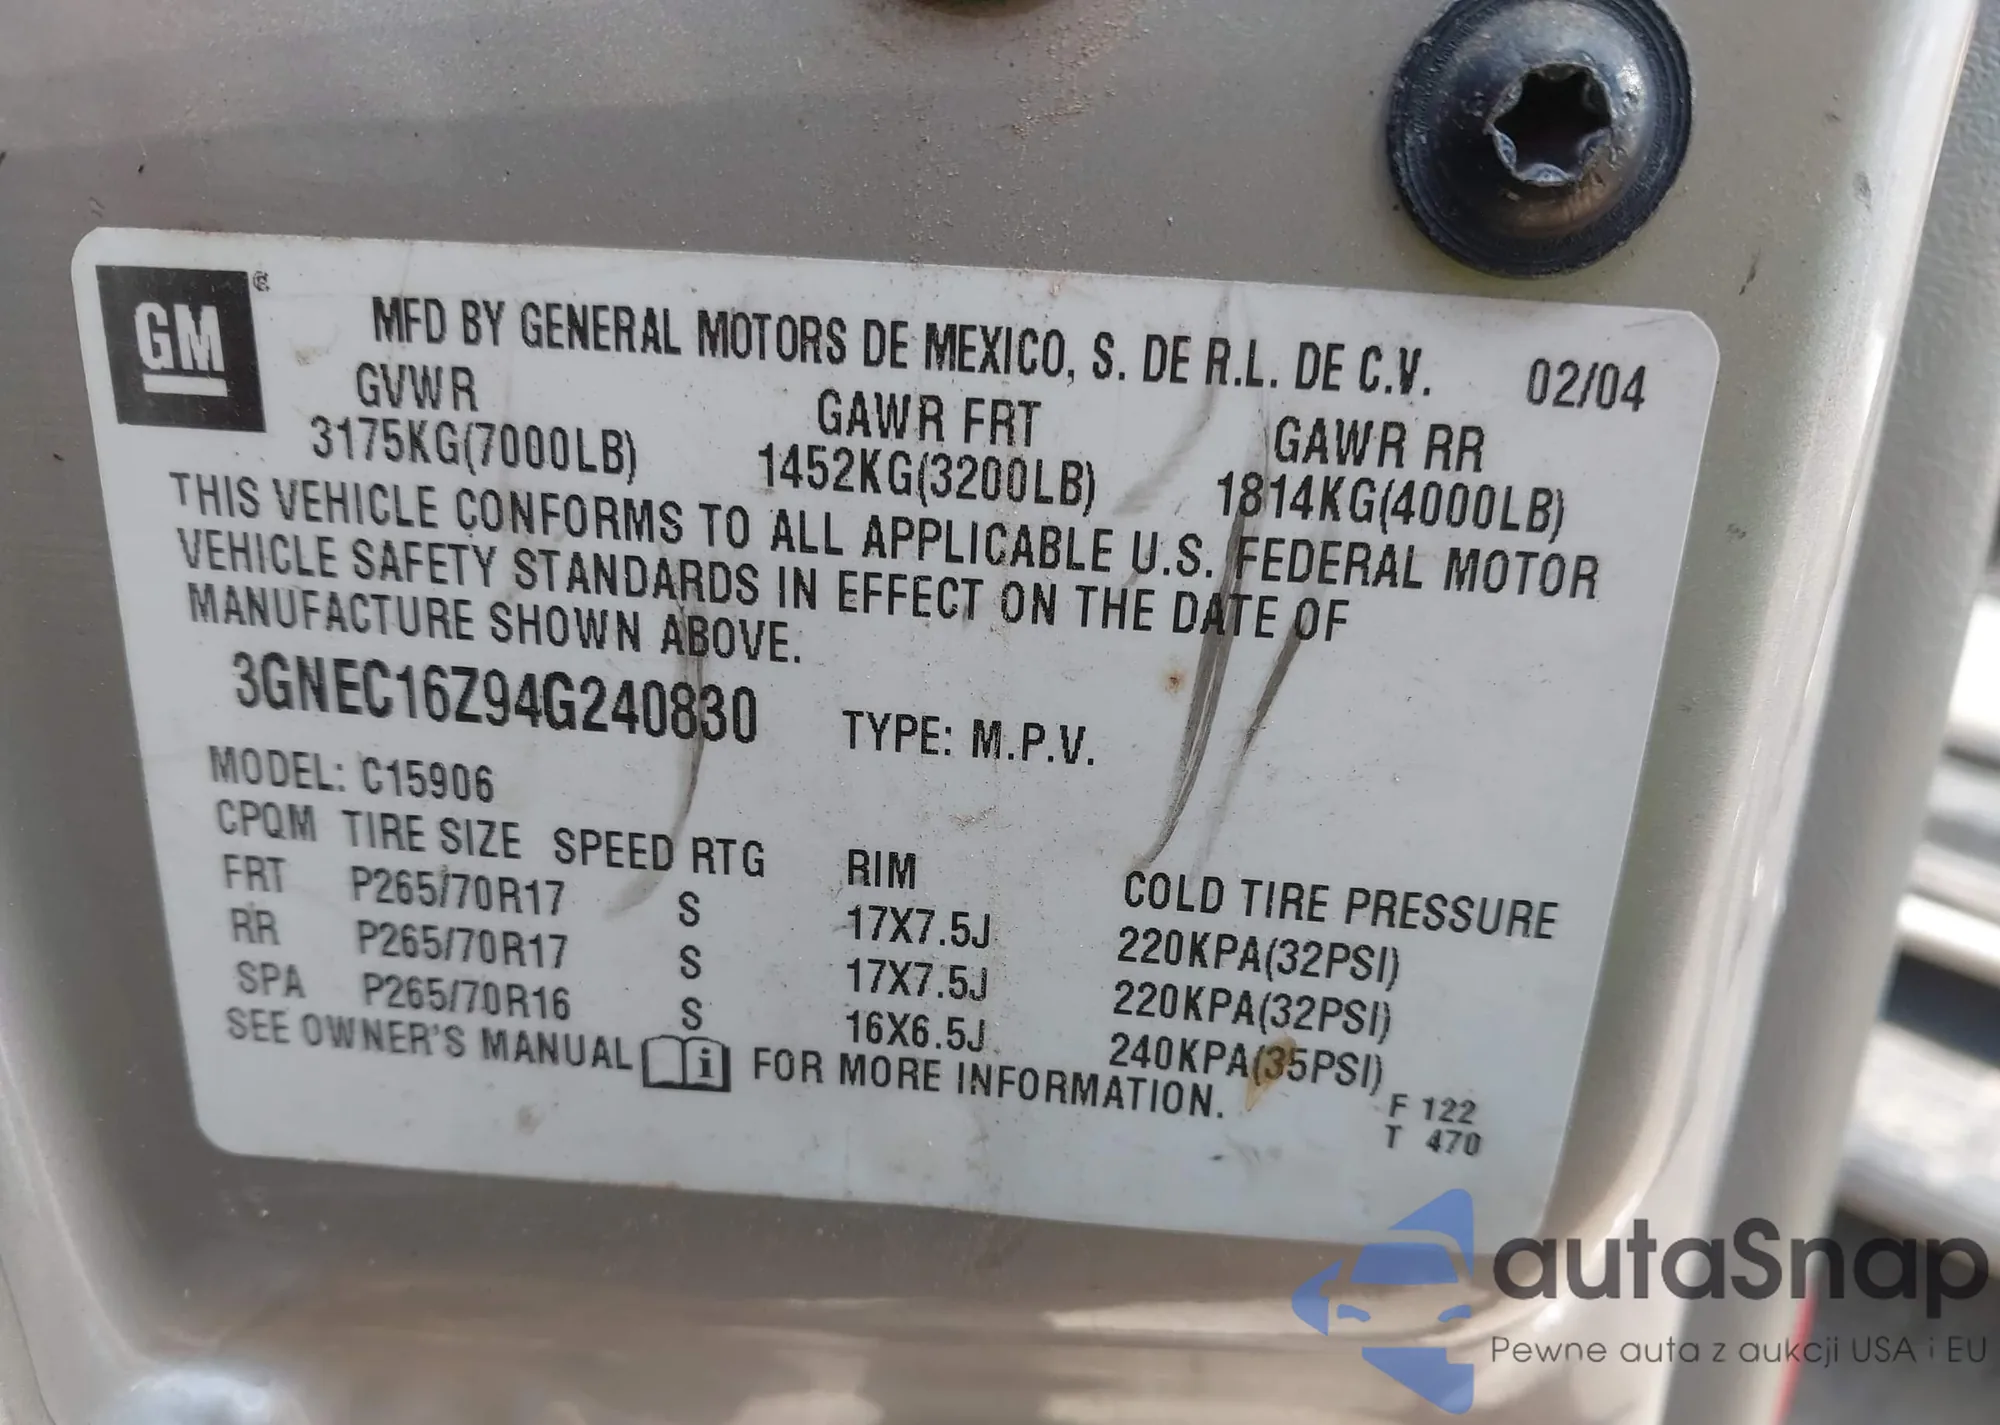 GM
MFD BY GENERAL MOTORS DE MEXICO, S. DE R.L. DE C.V. 02/04
GVWR GAWR FRT GAWR RR
3175KG(7000LB) 1452KG(3200LB) 1814KG(4000LB)
THIS VEHICLE CONFORMS TO ALL APPLICABLE U.S. FEDERAL MOTOR
VEHICLE SAFETY STANDARDS IN EFFECT ON THE DATE OF
MANUFACTURE SHOWN ABOVE.
3GNEC16Z94G240830 TYPE: M.P.V.
MODEL: C15906
CPQM TIRE SIZE SPEED RTG RIM COLD TIRE PRESSURE
FRT P265/70R17 S 17X7.5J 220KPA(32PSI)
RR P265/70R17 S 17X7.5J 220KPA(32PSI)
SPA P265/70R16 S 16X6.5J 240KPA(35PSI)
SEE OWNER'S MANUAL i FOR MORE INFORMATION.
F 122
T 470
autaSnap
Pewne auta z aukcji USA i EU